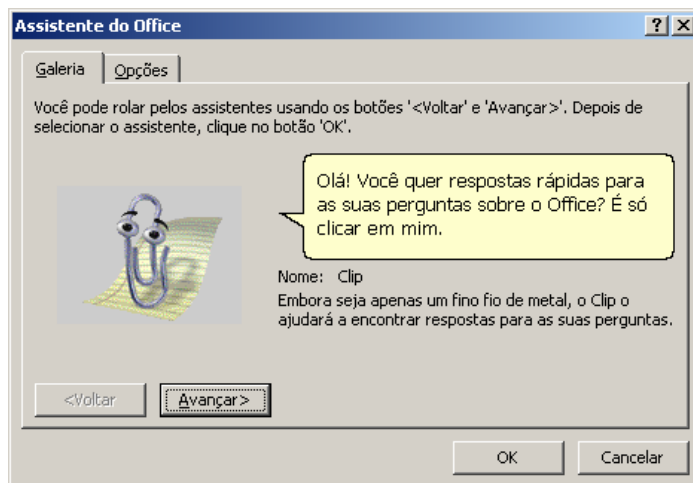 Assistente do Office
Galeria
Opções
Você pode rolar pelos assistentes usando os botões '<Voltar' e 'Avançar>'. Depois de
selecionar o assistente, clique no botão 'OK'.
Olá! Você quer respostas rápidas para
as suas perguntas sobre o Office? É só
clicar em mim.
Nome: Clip
Embora seja apenas um fino fio de metal, o Clip o
ajudará a encontrar respostas para as suas perguntas.
<Voltar
Avançar>
OK
Cancelar